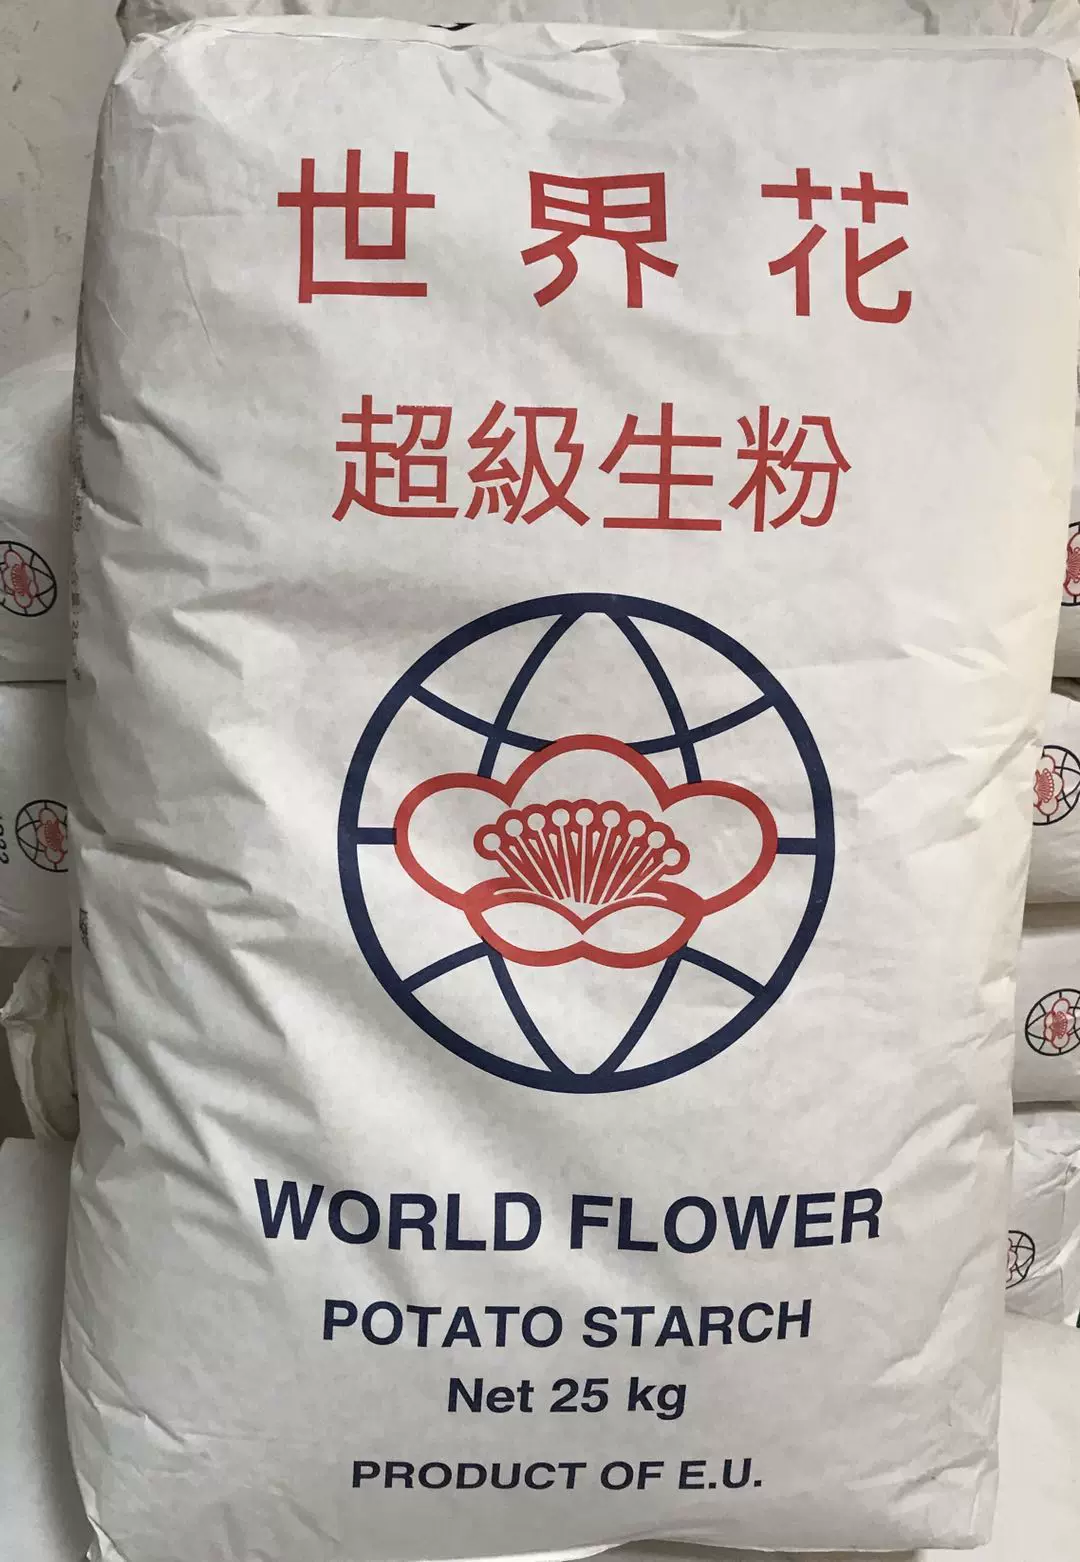 世界花
超級生粉
WORLD FLOWER
POTATO STARCH
Net 25 kg
PRODUCT OF E.U.